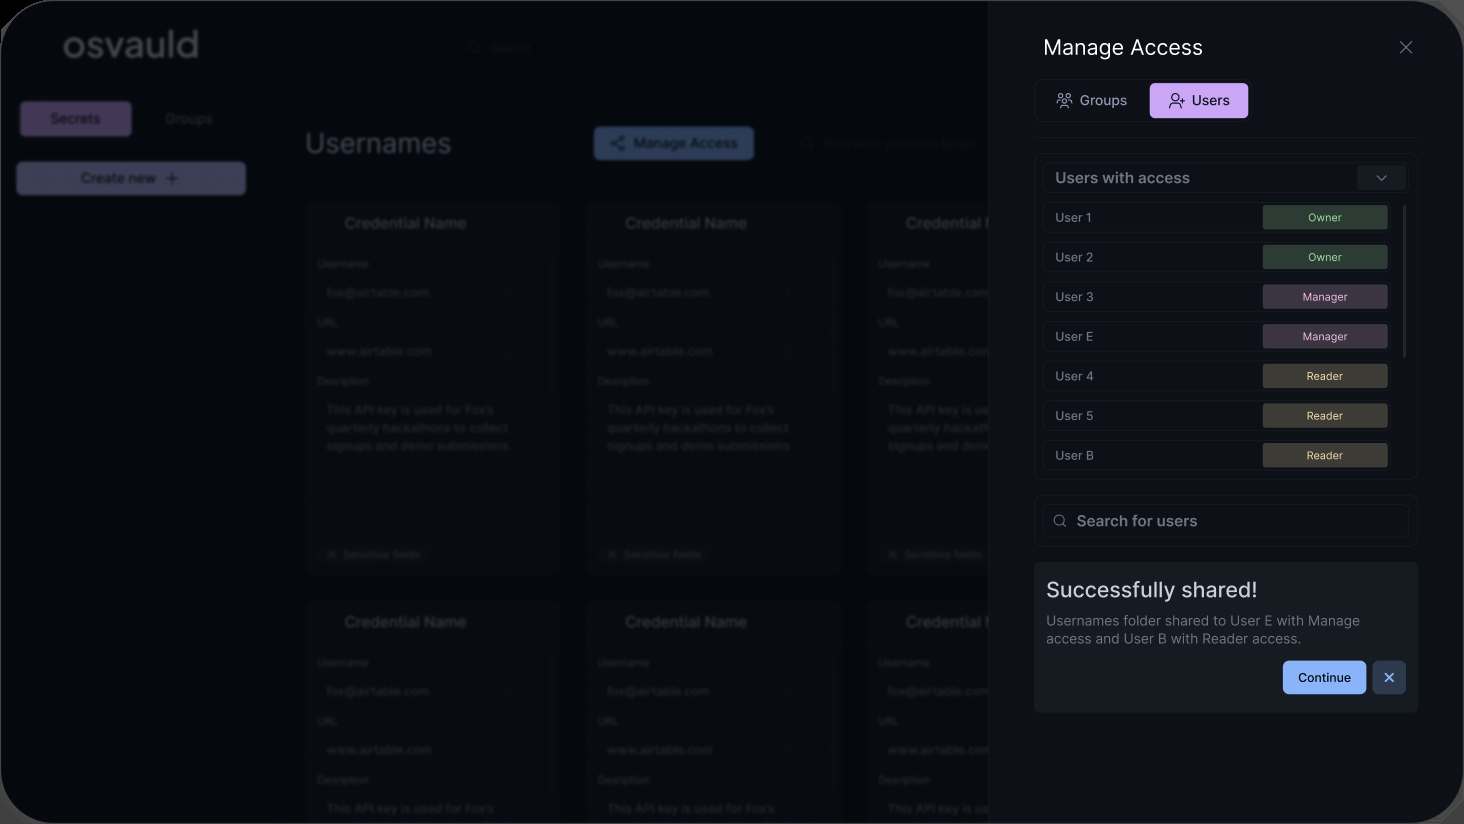 osvauld
Search
Manage Access
Groups
Users
Secrets
Groups
Create new
Usernames
Manage Access
Users with access
User 1
Owner
User 2
Owner
User 3
Manager
User E
Manager
User 4
Reader
User 5
Reader
User B
Reader
Search for users
Successfully shared!
Usernames folder shared to User E with Manage
access and User B with Reader access.
Continue
Credential Name
Username
fox@airtable.com
URL
www.airtable.com
Desription
This API key is used for Fox's
quarterly hackathons to collect
signups and demo submissions
Sensitive fields
Credential Name
Username
fox@airtable.com
URL
www.airtable.com
Desription
This API key is used for Fox's
quarterly hackathons to collect
signups and demo submissions
Sensitive fields
Credential
Username
fox@airtable.com
URL
www.airtable.com
Desription
This API key is us
quarterly hackath
signups and demo
Sensitive fields
Credential Name
Username
fox@airtable.com
URL
www.airtable.com
Desription
This API key is used for Fox's
Credential Name
Username
fox@airtable.com
URL
www.airtable.com
Desription
This API key is used for Fox's
Credential
Username
fox@airtable.com
URL
www.airtable.com
Desription
This API key is us